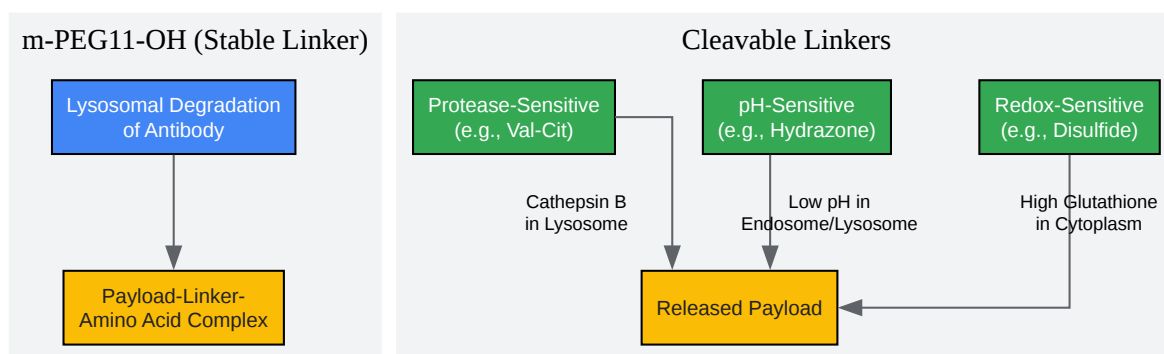 m-PEG11-OH (Stable Linker)
Lysosomal Degradation
of Antibody
Payload-Linker-
Amino Acid Complex
Cleavable Linkers
Protease-Sensitive
(e.g., Val-Cit)
pH-Sensitive
(e.g., Hydrazone)
Redox-Sensitive
(e.g., Disulfide)
Cathepsin B
in Lysosome
Low pH in
Endosome/Lysosome
High Glutathione
in Cytoplasm
Released Payload